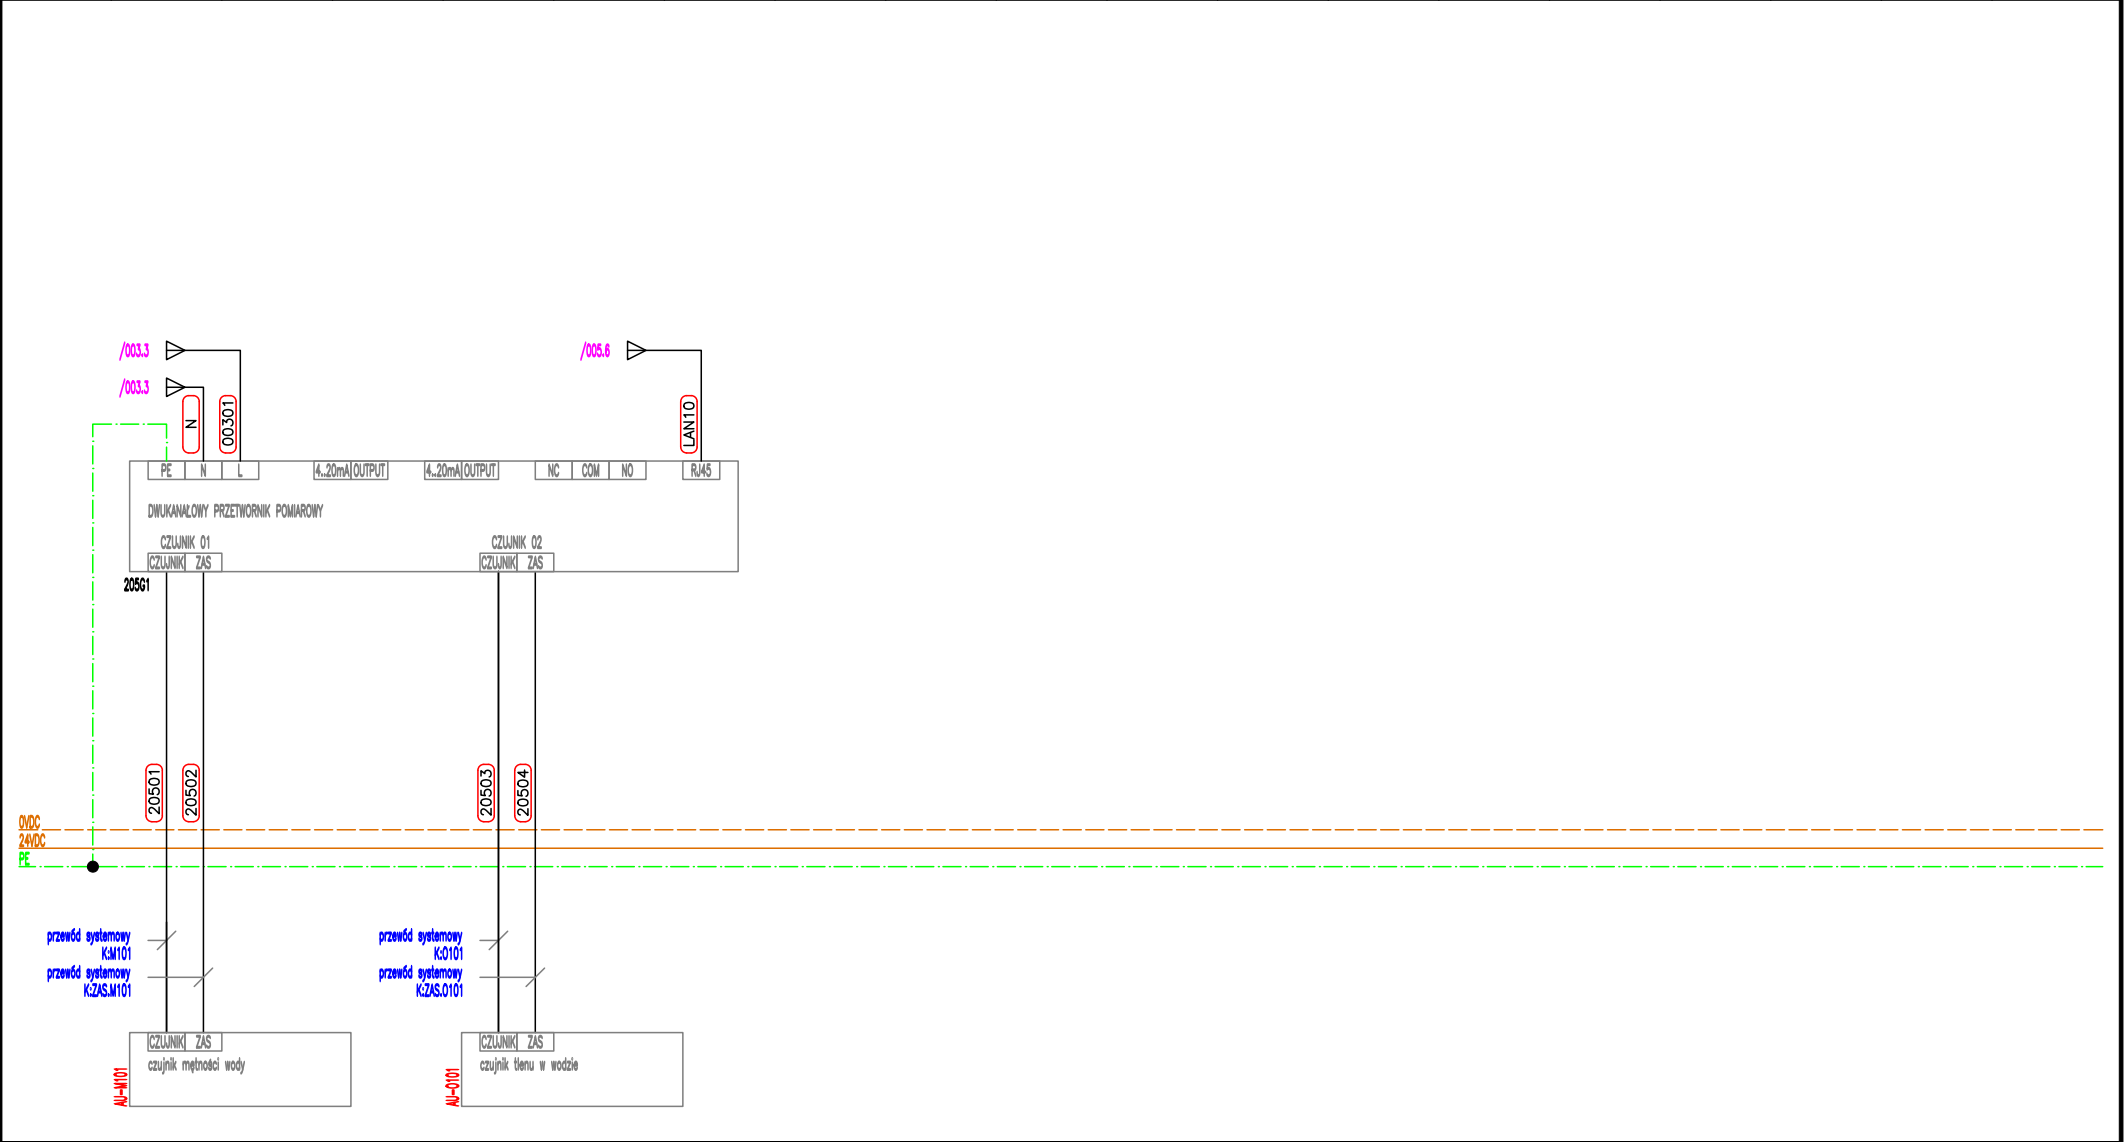 /003.3
/005.6
/003.3
N
00301
LAN10
PE N L 4..20mA OUTPUT 4..20mA OUTPUT NC COM NO RJ45
DWUKANAŁOWY PRZETWORNIK POMIAROWY
CZUJNIK 01 CZUJNIK 02
CZUJNIK ZAS CZUJNIK ZAS
205G1
20501
20502
20503
20504
0VDC
24VDC
PE
przewód systemowy
K:M101
przewód systemowy
K:ZAS.M101
przewód systemowy
K:O101
przewód systemowy
K:ZAS.O101
CZUJNIK ZAS
czujnik mętności wody
AU-M101
CZUJNIK ZAS
czujnik tlenu w wodzie
AU-O101